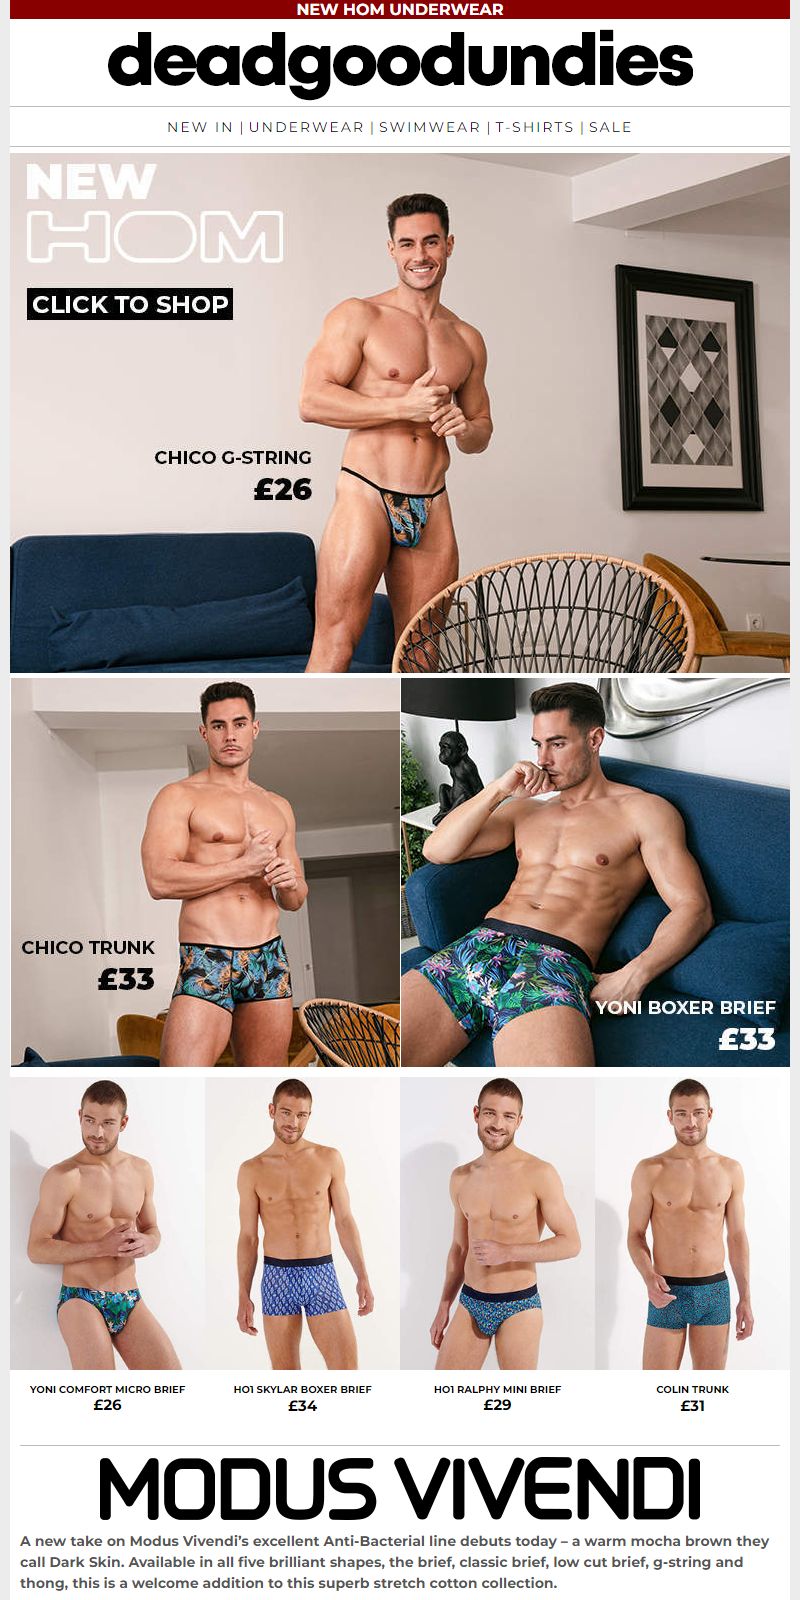 NEW HOM UNDERWEAR
deadgoodundies
NEW IN | UNDERWEAR | SWIMWEAR | T-SHIRTS | SALE
NEW
HOM
CLICK TO SHOP
CHICO G-STRING
£26
CHICO TRUNK
£33
YONI BOXER BRIEF
£33
YONI COMFORT MICRO BRIEF
£26
HO1 SKYLAR BOXER BRIEF
£34
HO1 RALPHY MINI BRIEF
£29
COLIN TRUNK
£31
MODUS VIVENDI
A new take on Modus Vivendi’s excellent Anti-Bacterial line debuts today – a warm mocha brown they
call Dark Skin. Available in all five brilliant shapes, the brief, classic brief, low cut brief, g-string and
thong, this is a welcome addition to this superb stretch cotton collection.